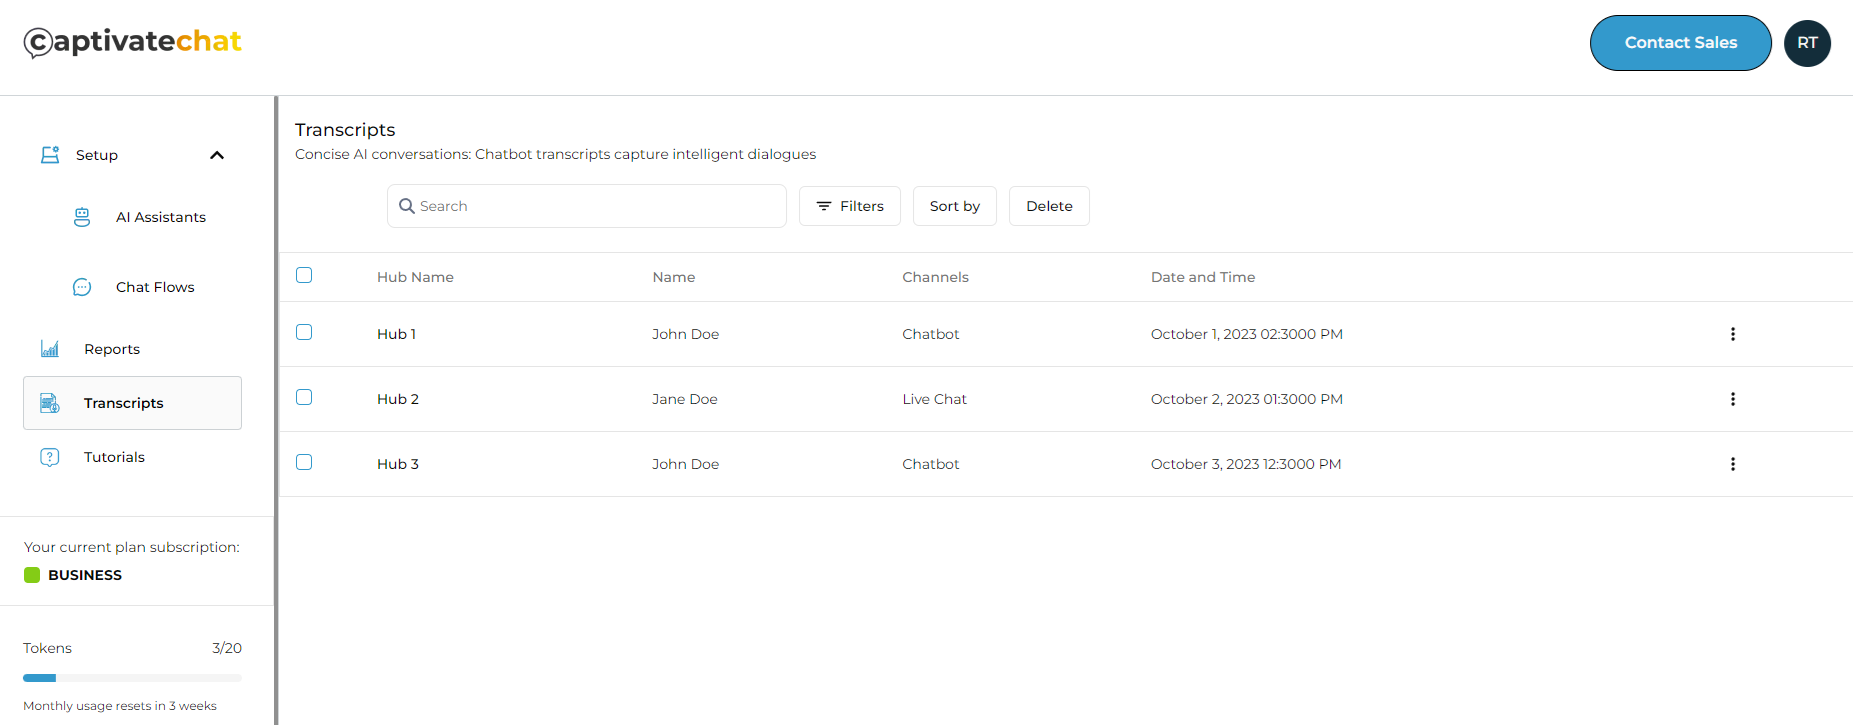 captivatechat
Contact Sales
RT
Setup
AI Assistants
Chat Flows
Reports
Transcripts
Tutorials
Your current plan subscription:
BUSINESS
Tokens 3/20
Monthly usage resets in 3 weeks
Transcripts
Concise AI conversations: Chatbot transcripts capture intelligent dialogues
Search Filters Sort by Delete
Hub Name Name Channels Date and Time
Hub 1 John Doe Chatbot October 1, 2023 02:3000 PM
Hub 2 Jane Doe Live Chat October 2, 2023 01:3000 PM
Hub 3 John Doe Chatbot October 3, 2023 12:3000 PM